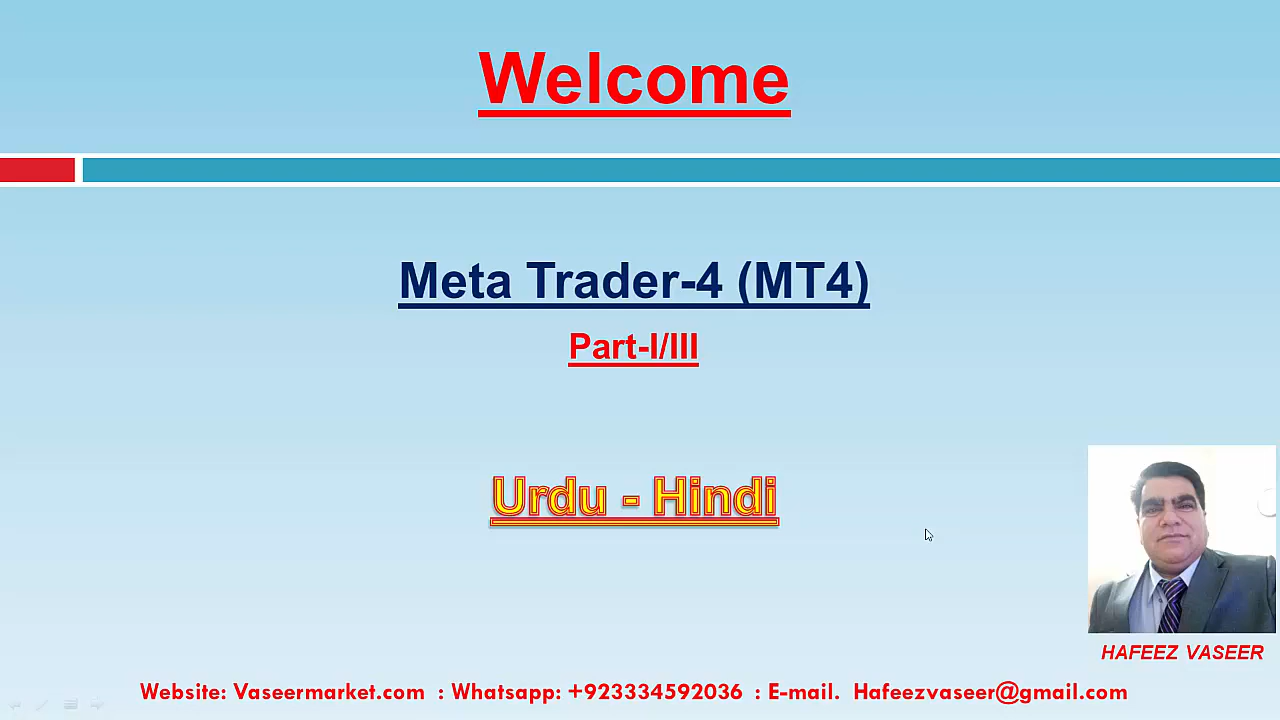 Welcome
Meta Trader-4 (MT4)
Part-I/III
Urdu - Hindi
HAFEEZ VASEER
Website: Vaseermarket.com : Whatsapp: +923334592036 : E-mail. Hafeezvaseer@gmail.com